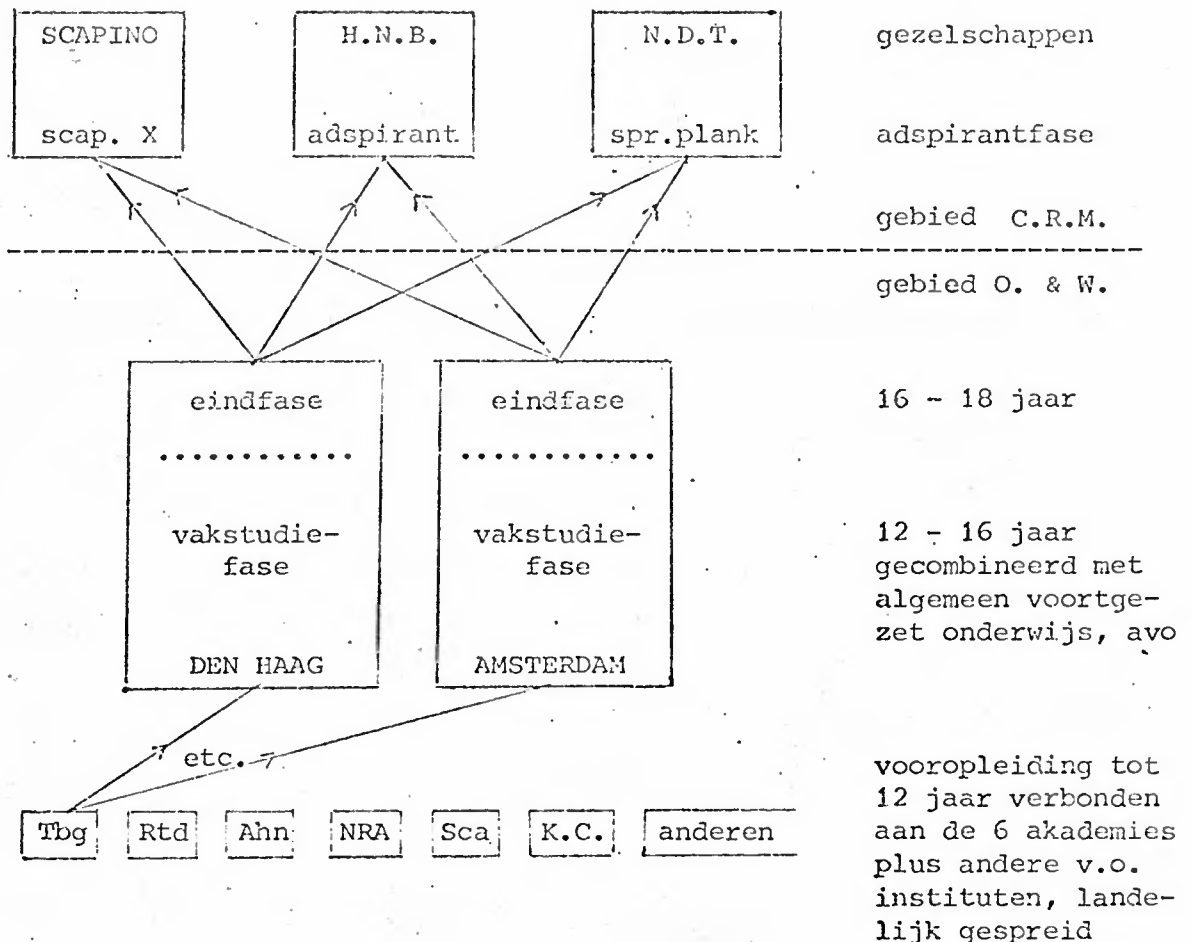 SCAPINO H.N.B. N.D.T. gezelschappen
scap. X adspirant spr.plank adspirantfase
gebied C.R.M.
gebied O. & W.
eindfase eindfase 16 - 18 jaar
vakstudie- vakstudie- 12 - 16 jaar
fase fase gecombineerd met
algemeen voortge-
zet onderwijs, avo
DEN HAAG AMSTERDAM
etc.
vooropleiding tot
12 jaar verbonden
Tbg Rtd Ahn NRA Sca K.C. anderen aan de 6 akademies
plus andere v.o.
instituten, lande-
lijk gespreid